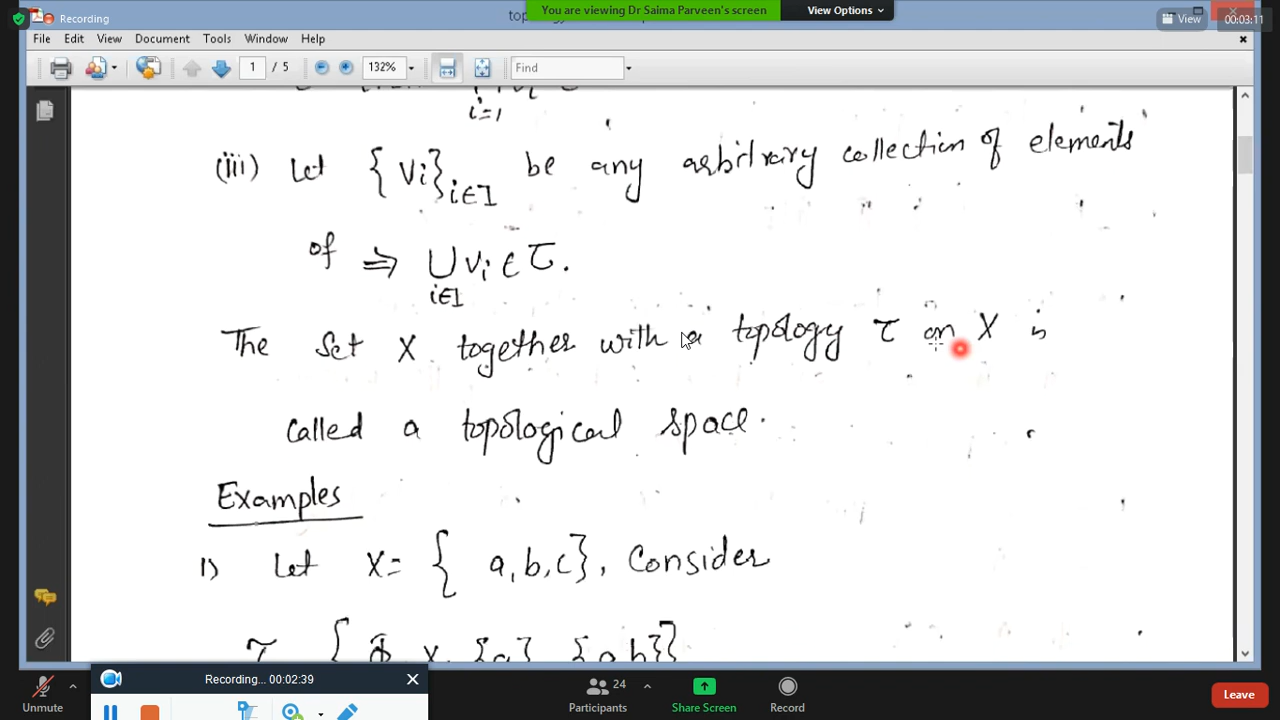 You are viewing Dr Saima Parveen's screen
View Options
Recording
View
00:03:11
File Edit View Document Tools Window Help
1 / 5
132%
Find
i=1
(iii) Let {Vi}i∈I be any arbitrary collection of elements
of ⇒ ∪ Vi ∈ τ.
i∈I
The Set X together with a topology τ on X is
called a topological space.
Examples
1) Let X= { a,b,c}, Consider
τ { Φ X, {a} {a,b}}
Recording... 00:02:39
Unmute
24
Participants
Share Screen
Record
Leave